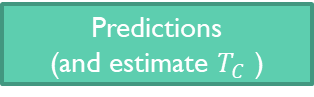 Predictions
(and estimate T_C )